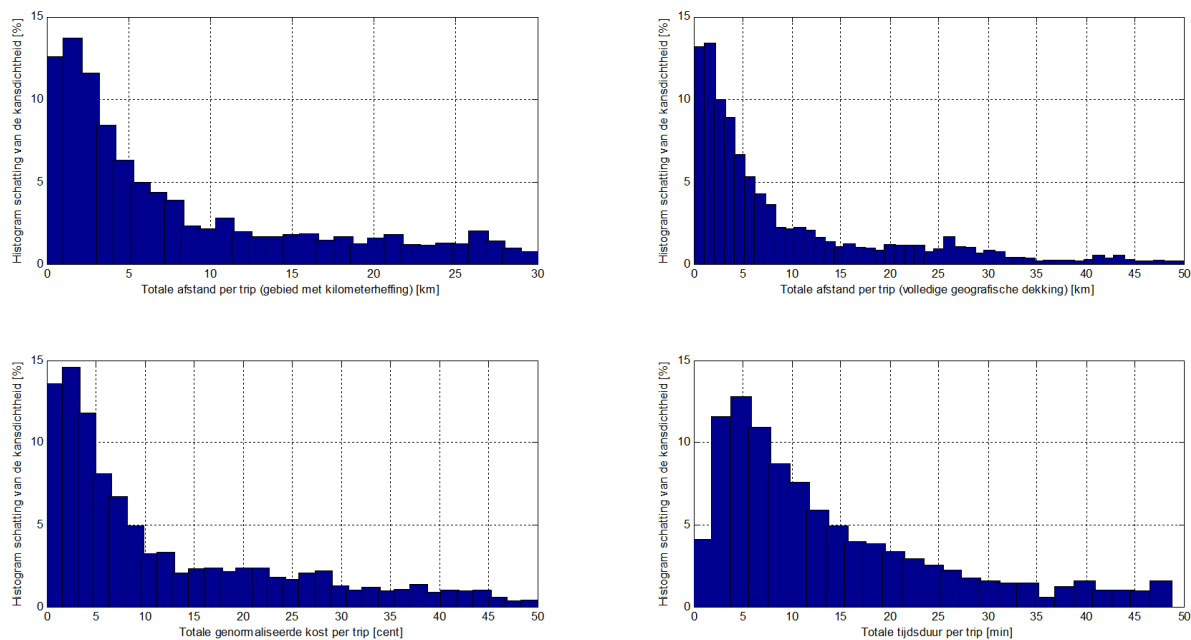 Histogram schatting van de kansdichtheid [%]
15
10
5
0
0 5 10 15 20 25 30
Totale afstand per trip (gebied met kilometerheffing) [km]
Histogram schatting van de kansdichtheid [%]
15
10
5
0
0 5 10 15 20 25 30 35 40 45 50
Totale afstand per trip (volledige geografische dekking) [km]
Histogram schatting van de kansdichtheid [%]
15
10
5
0
0 5 10 15 20 25 30 35 40 45 50
Totale genormaliseerde kost per trip [cent]
Histogram schatting van de kansdichtheid [%]
15
10
5
0
0 5 10 15 20 25 30 35 40 45 50
Totale tijdsduur per trip [min]